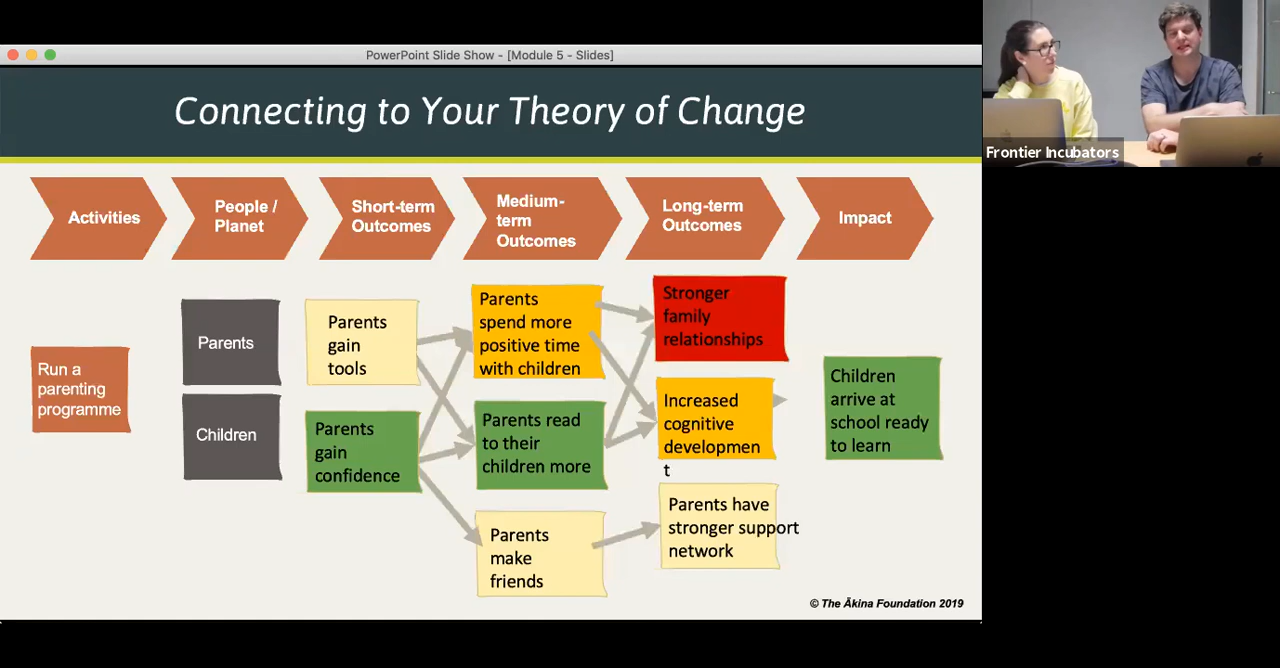 PowerPoint Slide Show - [Module 5 - Slides]
Connecting to Your Theory of Change
Frontier Incubators
Activities
People /
Planet
Short-term
Outcomes
Medium-
term
Outcomes
Long-term
Outcomes
Impact
Run a
parenting
programme
Parents
Children
Parents
gain
tools
Parents
gain
confidence
Parents
spend more
positive time
with children
Parents read
to their
children more
Parents
make
friends
Stronger
family
relationships
Increased
cognitive
developmen
t
Parents have
stronger support
network
Children
arrive at
school ready
to learn
© The Ākina Foundation 2019